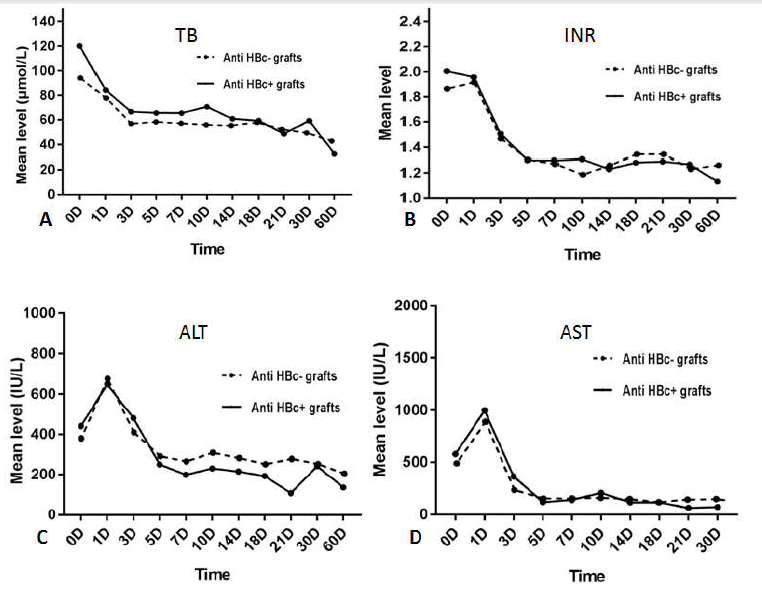 TB
Mean level (μmol/L)
140
120
100
80
60
40
20
0
Anti HBc- grafts
Anti HBc+ grafts
0D 1D 3D 5D 7D 10D 14D 18D 21D 30D 60D
A
Time
INR
Mean level
2.4
2.2
2.0
1.8
1.6
1.4
1.2
1.0
Anti HBc- grafts
Anti HBc+ grafts
0D 1D 3D 5D 7D 10D 14D 18D 21D 30D 60D
B
Time
ALT
Mean level (IU/L)
1000
800
600
400
200
0
Anti HBc- grafts
Anti HBc+ grafts
0D 1D 3D 5D 7D 10D 14D 18D 21D 30D 60D
C
Time
AST
Mean level (IU/L)
2000
1500
1000
500
0
Anti HBc- grafts
Anti HBc+ grafts
0D 1D 3D 5D 7D 10D 14D 18D 21D 30D
D
Time